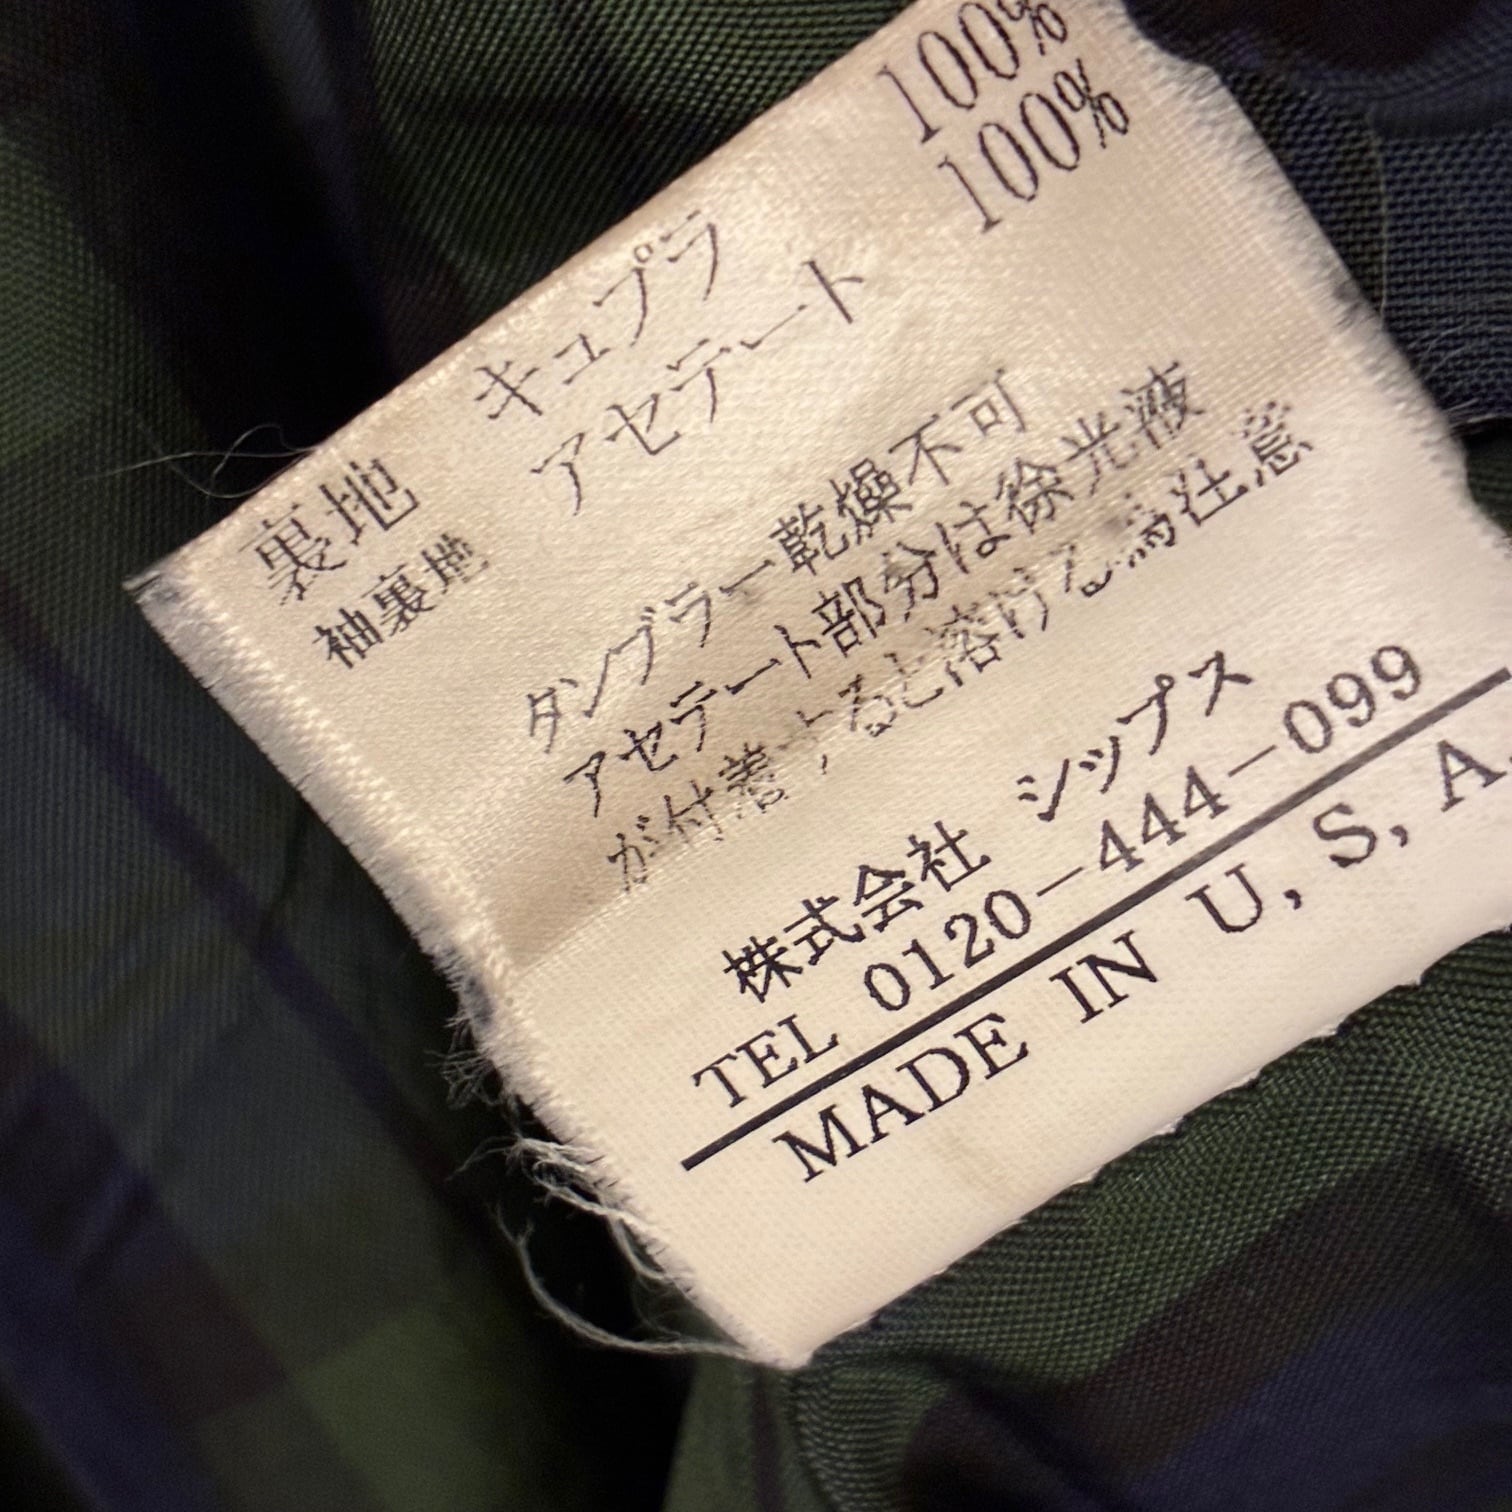 裏地 キュプラ 100%
袖裏地 アセテート 100%
タンブラー乾燥不可
アセテート部分は徐光液
が付着すると溶ける為注意
株式会社 シップス
TEL 0120-444-099
MADE IN U, S, A.